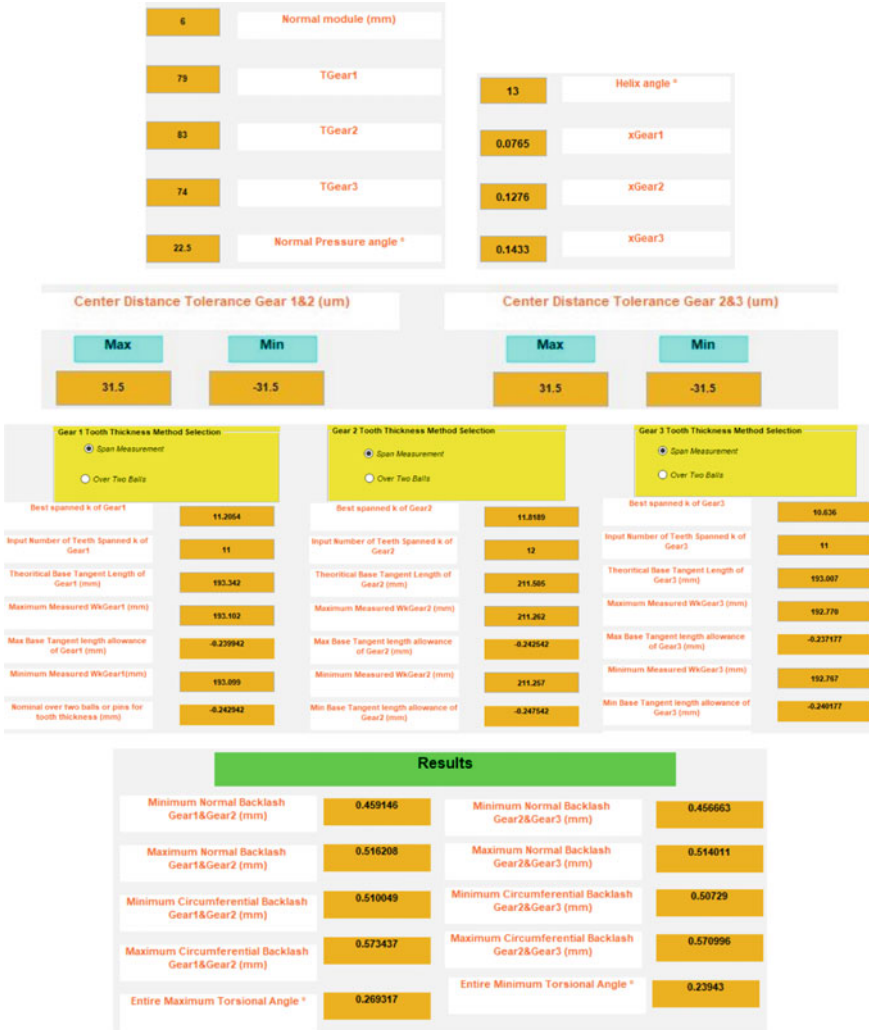 6 Normal module (mm)
79 TGear1
83 TGear2
74 TGear3
22.5 Normal Pressure angle °
13 Helix angle °
0.0765 xGear1
0.1276 xGear2
0.1433 xGear3
Center Distance Tolerance Gear 1&2 (um)
Max Min
31.5 -31.5
Center Distance Tolerance Gear 2&3 (um)
Max Min
31.5 -31.5
Gear 1 Tooth Thickness Method Selection
Span Measurement
Over Two Balls
Best spanned k of Gear1 11.2054
Input Number of Teeth Spanned k of
Gear1 11
Theoritical Base Tangent Length of
Gear1 (mm) 193.342
Maximum Measured WkGear1 (mm) 193.102
Max Base Tangent length allowance
of Gear1 (mm) -0.239942
Minimum Measured WkGear1(mm) 193.099
Nominal over two balls or pins for
tooth thickness (mm) -0.242942
Gear 2 Tooth Thickness Method Selection
Span Measurement
Over Two Balls
Best spanned k of Gear2 11.8189
Input Number of Teeth Spanned k of
Gear2 12
Theoritical Base Tangent Length of
Gear2 (mm) 211.505
Maximum Measured WkGear2 (mm) 211.262
Max Base Tangent length allowance
of Gear2 (mm) -0.242542
Minimum Measured WkGear2 (mm) 211.257
Min Base Tangent length allowance of
Gear2 (mm) -0.247542
Gear 3 Tooth Thickness Method Selection
Span Measurement
Over Two Balls
Best spanned k of Gear3 10.636
Input Number of Teeth Spanned k of
Gear3 11
Theoritical Base Tangent Length of
Gear3 (mm) 193.007
Maximum Measured WkGear3 (mm) 192.770
Max Base Tangent length allowance
of Gear3 (mm) -0.237177
Minimum Measured WkGear3 (mm) 192.767
Min Base Tangent length allowance of
Gear3 (mm) -0.240177
Results
Minimum Normal Backlash
Gear1&Gear2 (mm) 0.459146
Maximum Normal Backlash
Gear1&Gear2 (mm) 0.516208
Minimum Circumferential Backlash
Gear1&Gear2 (mm) 0.510049
Maximum Circumferential Backlash
Gear1&Gear2 (mm) 0.573437
Entire Maximum Torsional Angle ° 0.269317
Minimum Normal Backlash
Gear2&Gear3 (mm) 0.456663
Maximum Normal Backlash
Gear2&Gear3 (mm) 0.514011
Minimum Circumferential Backlash
Gear2&Gear3 (mm) 0.50729
Maximum Circumferential Backlash
Gear2&Gear3 (mm) 0.570996
Entire Minimum Torsional Angle ° 0.23943